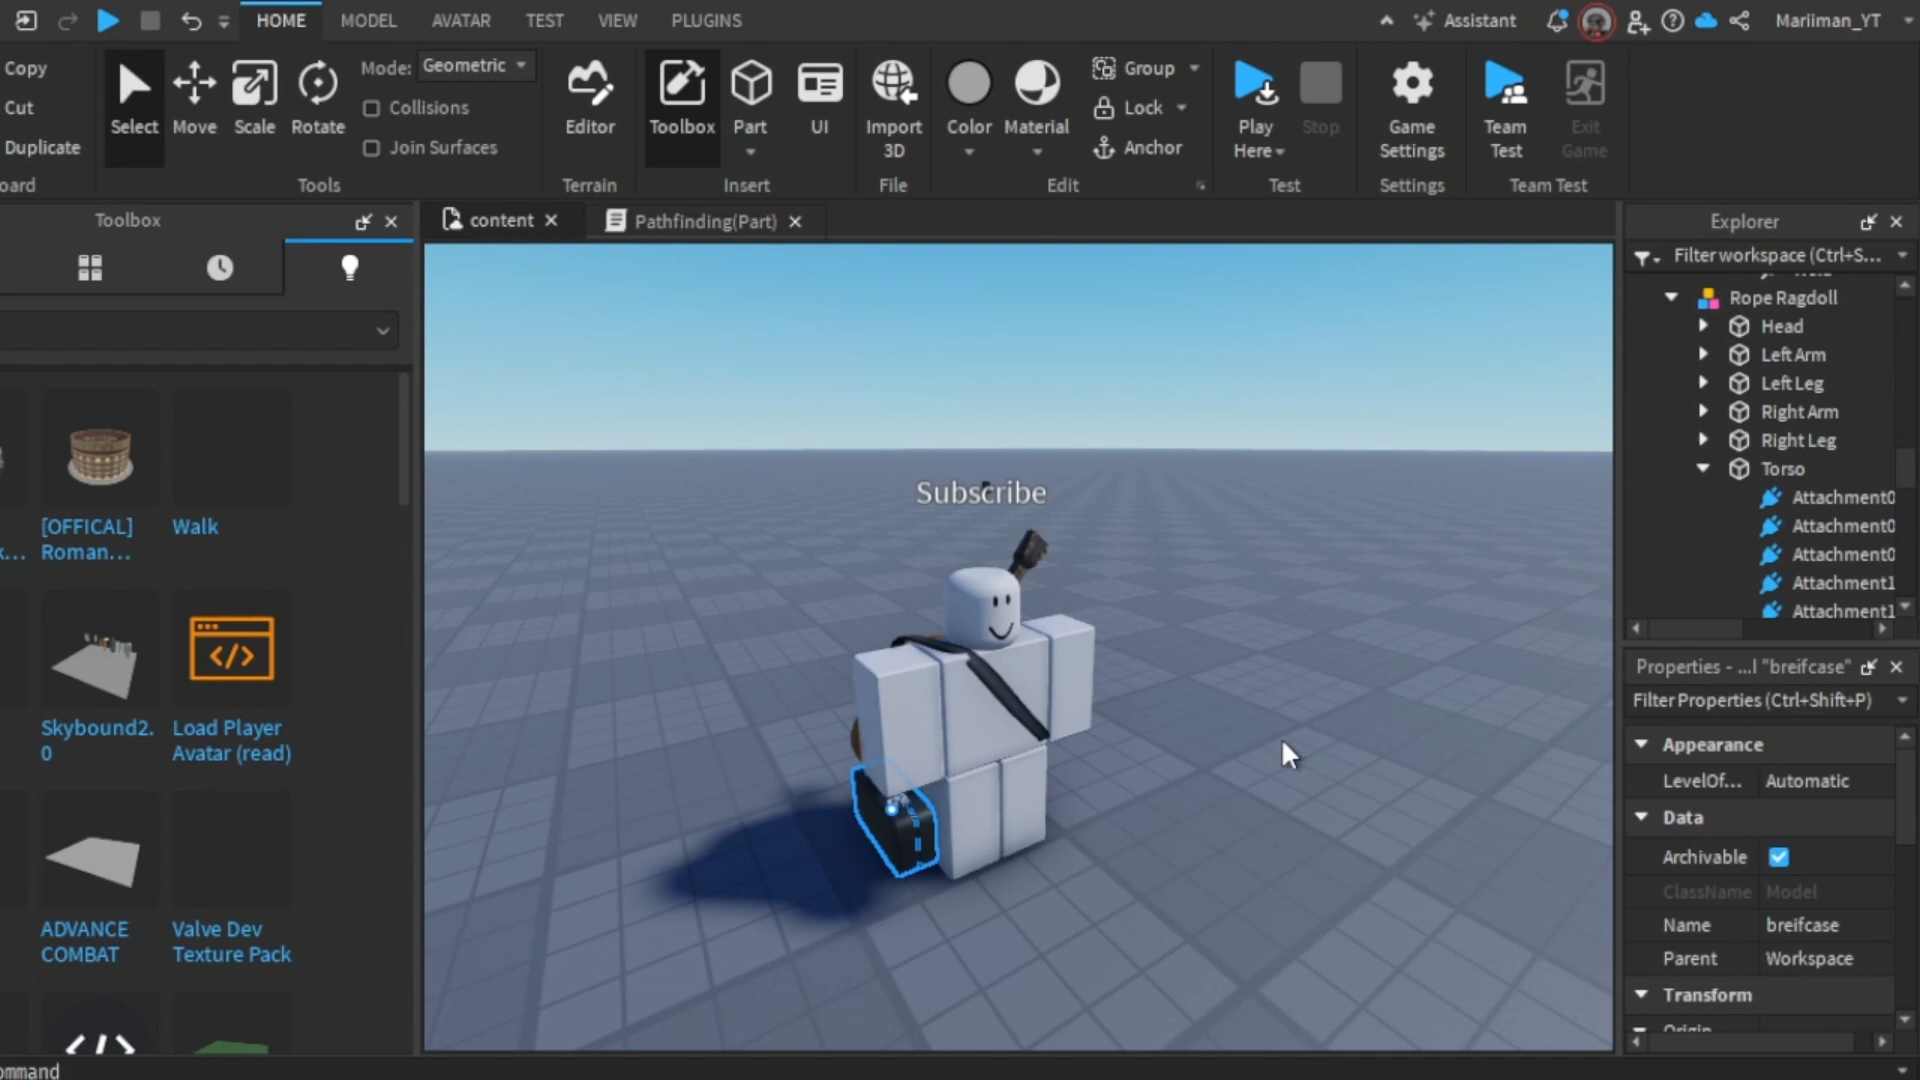 HOME MODEL AVATAR TEST VIEW PLUGINS Assistant Mariiman_YT
Copy
Cut
Duplicate
oard
Select Move Scale Rotate
Mode: Geometric
Collisions
Join Surfaces
Tools
Editor
Terrain
Toolbox Part UI
Insert
Import
3D
File
Color Material
Group
Lock
Anchor
Edit
Play
Here
Stop
Test
Game
Settings
Settings
Team
Test
Exit
Game
Team Test
Toolbox
content
Pathfinding(Part)
[OFFICAL]
Roman...
Walk
Skybound2.
0
Load Player
Avatar (read)
ADVANCE
COMBAT
Valve Dev
Texture Pack
ommand
Subscribe
Explorer
Filter workspace (Ctrl+S...
Rope Ragdoll
Head
Left Arm
Left Leg
Right Arm
Right Leg
Torso
Attachment0
Attachment0
Attachment0
Attachment1
Attachment1
Properties - ...l "breifcase"
Filter Properties (Ctrl+Shift+P)
Appearance
LevelOf... Automatic
Data
Archivable
ClassName Model
Name breifcase
Parent Workspace
Transform
Origin